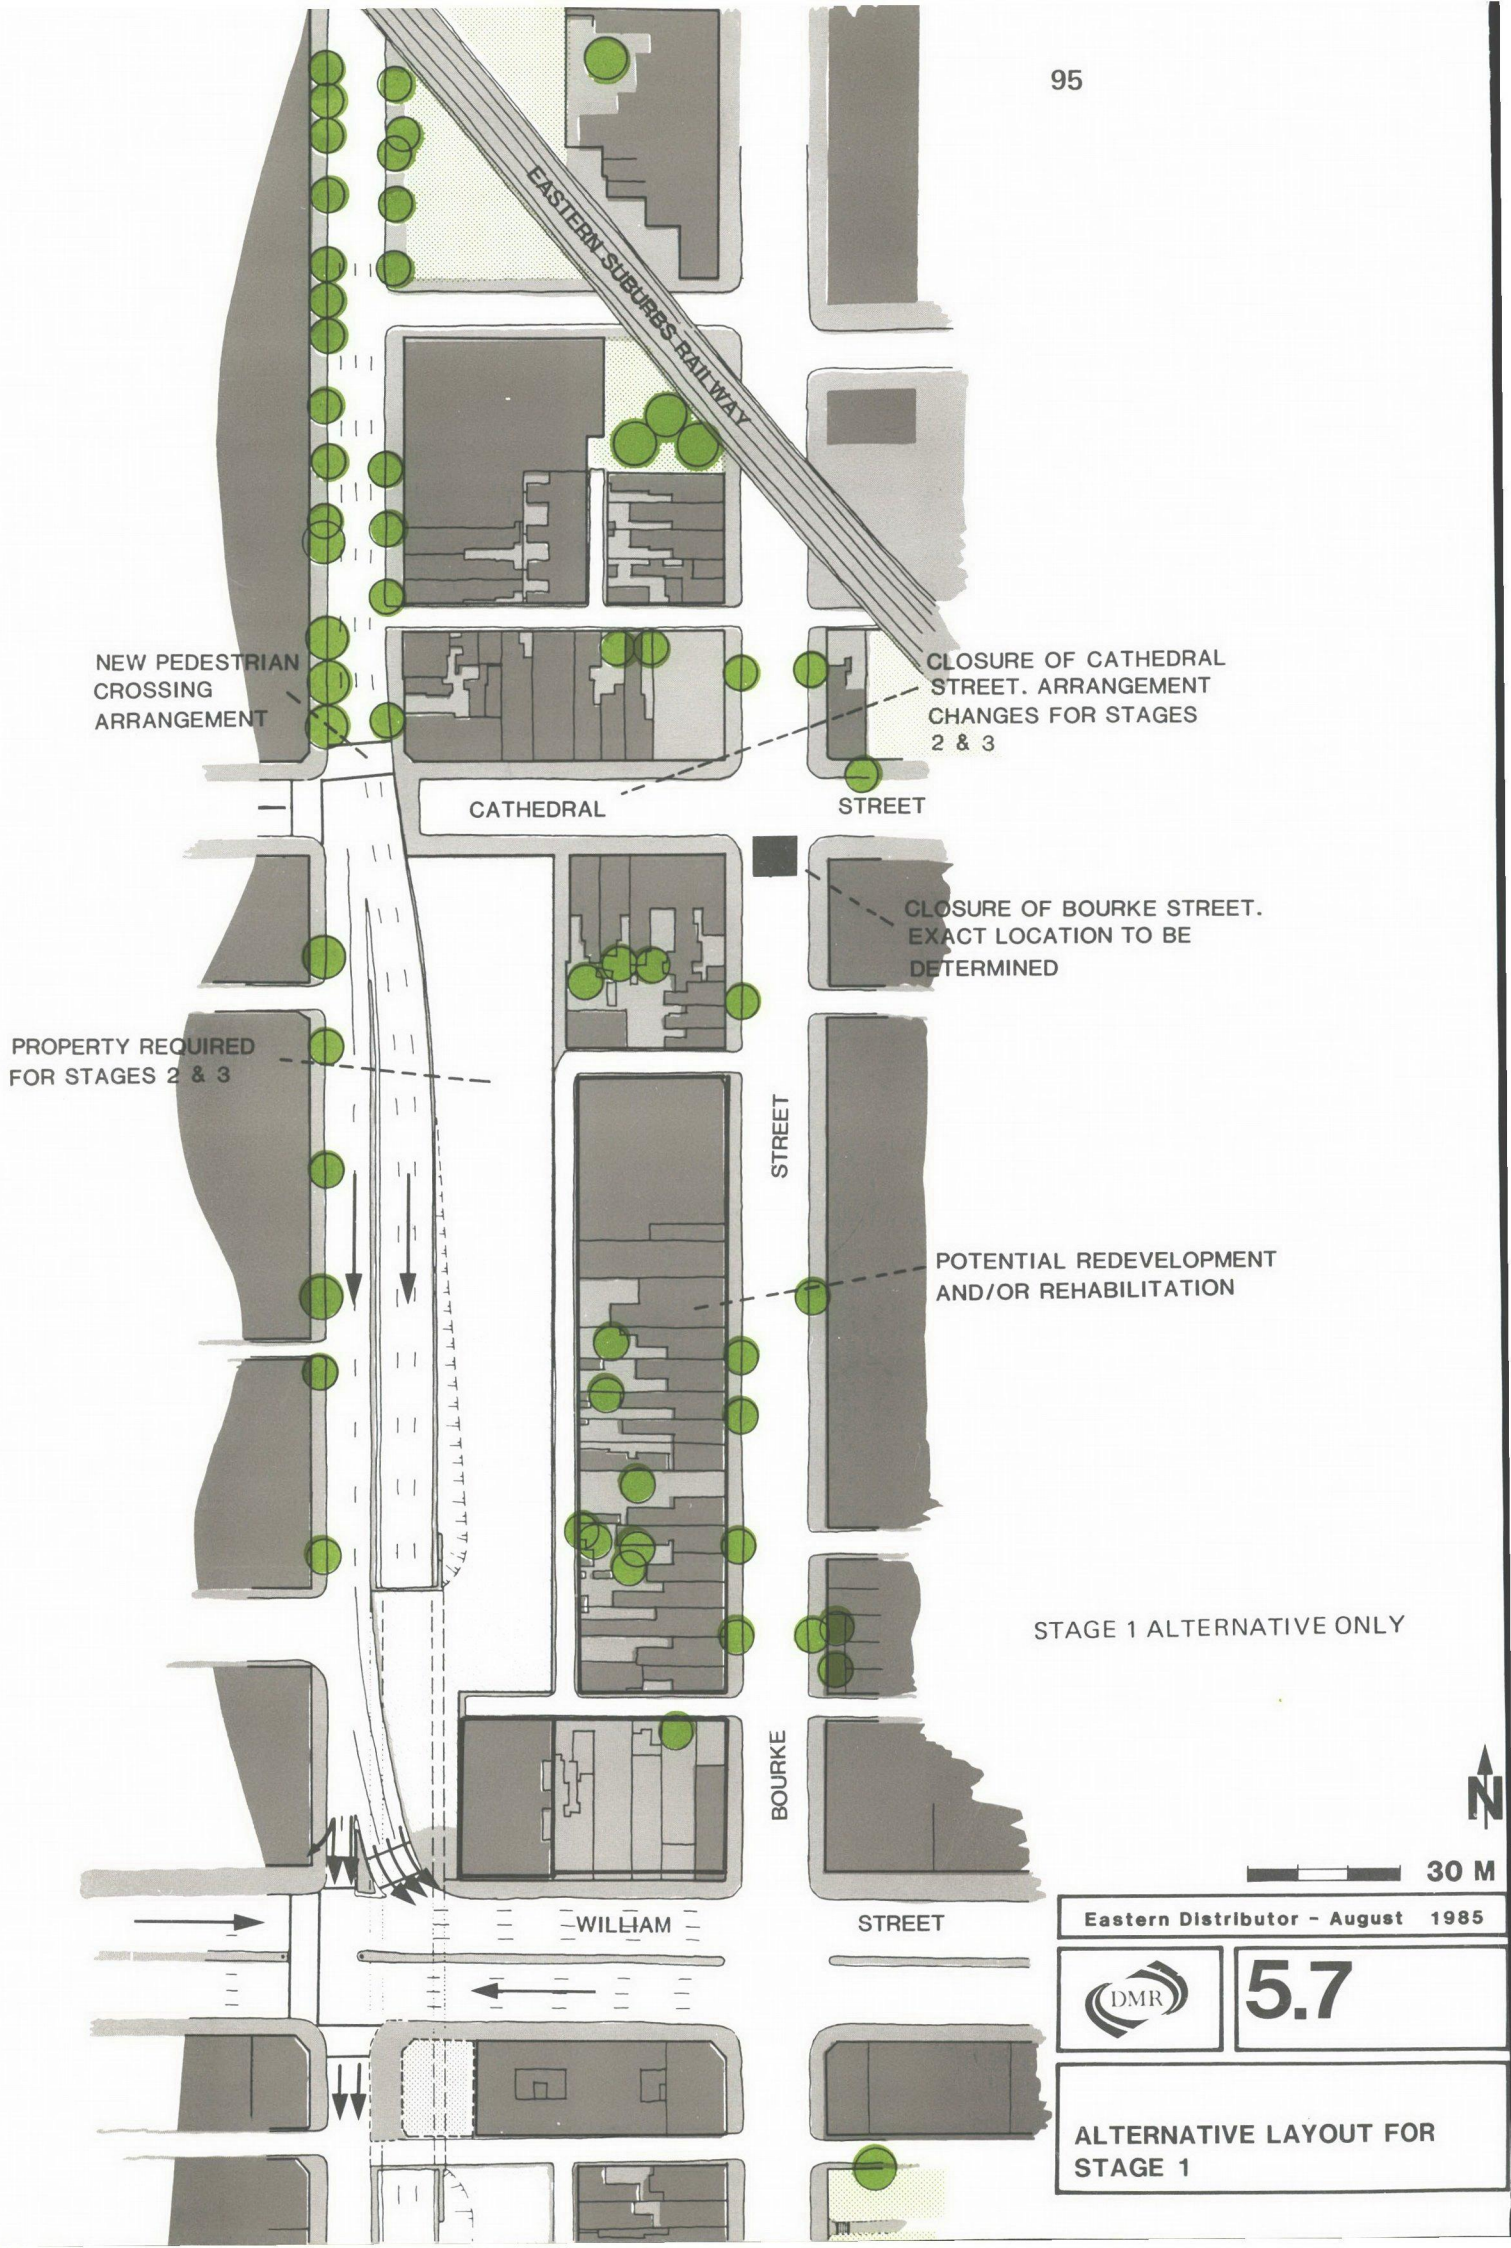 95
EASTERN SUBURBS RAILWAY
NEW PEDESTRIAN
CROSSING
ARRANGEMENT
CLOSURE OF CATHEDRAL
STREET. ARRANGEMENT
CHANGES FOR STAGES
2 & 3
CATHEDRAL STREET
CLOSURE OF BOURKE STREET.
EXACT LOCATION TO BE
DETERMINED
PROPERTY REQUIRED
FOR STAGES 2 & 3
POTENTIAL REDEVELOPMENT
AND/OR REHABILITATION
BOURKE STREET
STAGE 1 ALTERNATIVE ONLY
N
30 M
WILLIAM STREET
Eastern Distributor - August 1985
DMR
5.7
ALTERNATIVE LAYOUT FOR
STAGE 1